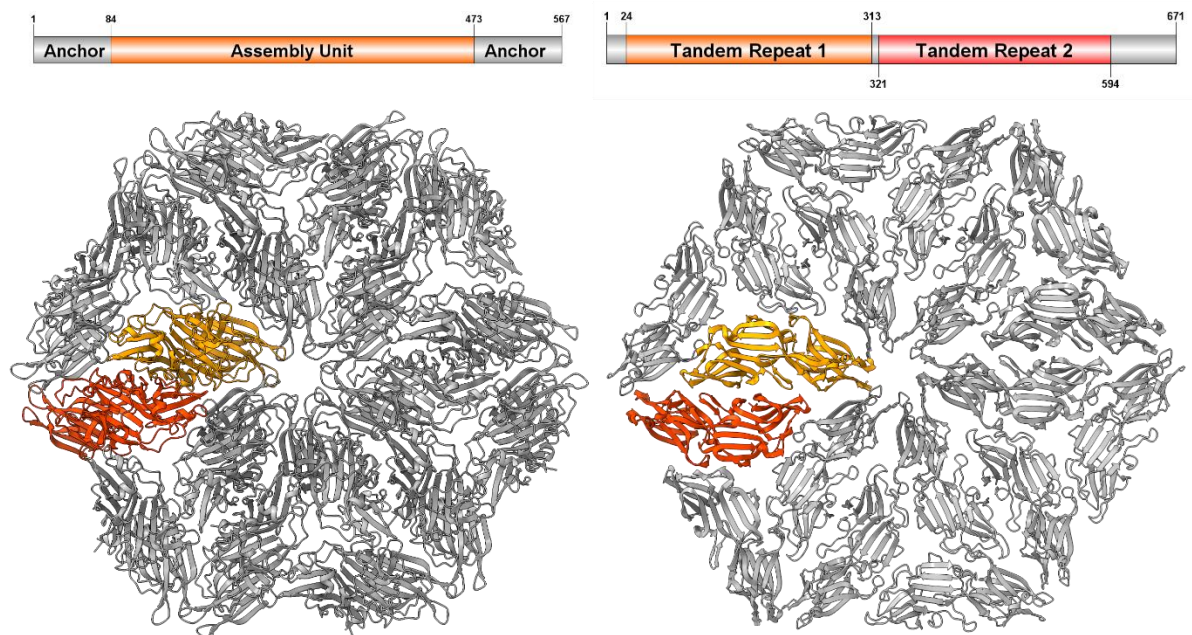 1 84 473 567
Anchor Assembly Unit Anchor
1 24 313 671
Tandem Repeat 1 Tandem Repeat 2
321 594